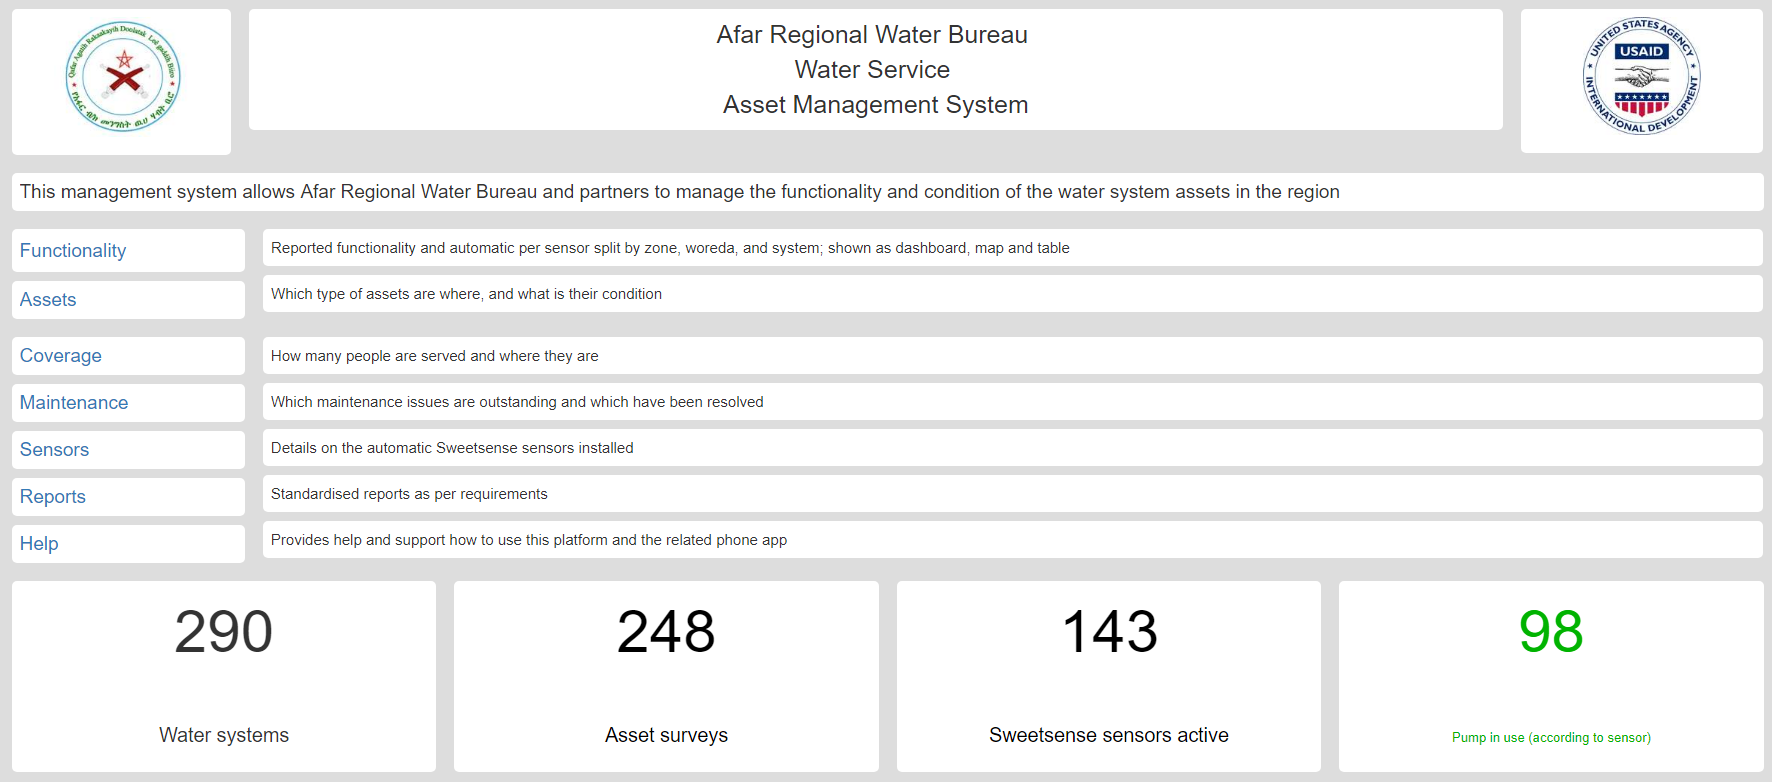 Qafar Agatih Rakaakayih Doolatak Leê gaddih Biiro
የአፋር ብክ መንግስት ዉሀ ሃብት ቢሮ
Afar Regional Water Bureau
Water Service
Asset Management System
UNITED STATES AGENCY
USAID
INTERNATIONAL DEVELOPMENT
This management system allows Afar Regional Water Bureau and partners to manage the functionality and condition of the water system assets in the region
Functionality
Reported functionality and automatic per sensor split by zone, woreda, and system; shown as dashboard, map and table
Assets
Which type of assets are where, and what is their condition
Coverage
How many people are served and where they are
Maintenance
Which maintenance issues are outstanding and which have been resolved
Sensors
Details on the automatic Sweetsense sensors installed
Reports
Standardised reports as per requirements
Help
Provides help and support how to use this platform and the related phone app
290
Water systems
248
Asset surveys
143
Sweetsense sensors active
98
Pump in use (according to sensor)